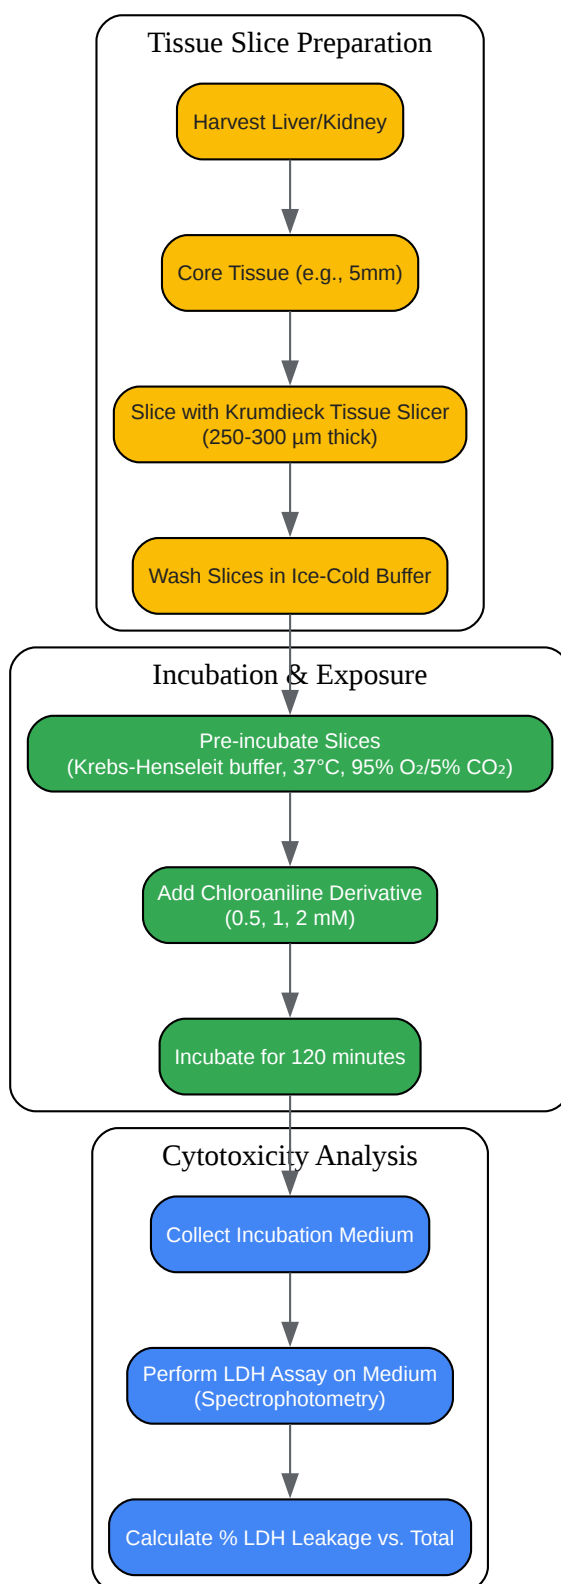 Tissue Slice Preparation
Harvest Liver/Kidney
Core Tissue (e.g., 5mm)
Slice with Krumdieck Tissue Slicer
(250-300 µm thick)
Wash Slices in Ice-Cold Buffer
Incubation & Exposure
Pre-incubate Slices
(Krebs-Henseleit buffer, 37°C, 95% O₂/5% CO₂)
Add Chloroaniline Derivative
(0.5, 1, 2 mM)
Incubate for 120 minutes
Cytotoxicity Analysis
Collect Incubation Medium
Perform LDH Assay on Medium
(Spectrophotometry)
Calculate % LDH Leakage vs. Total